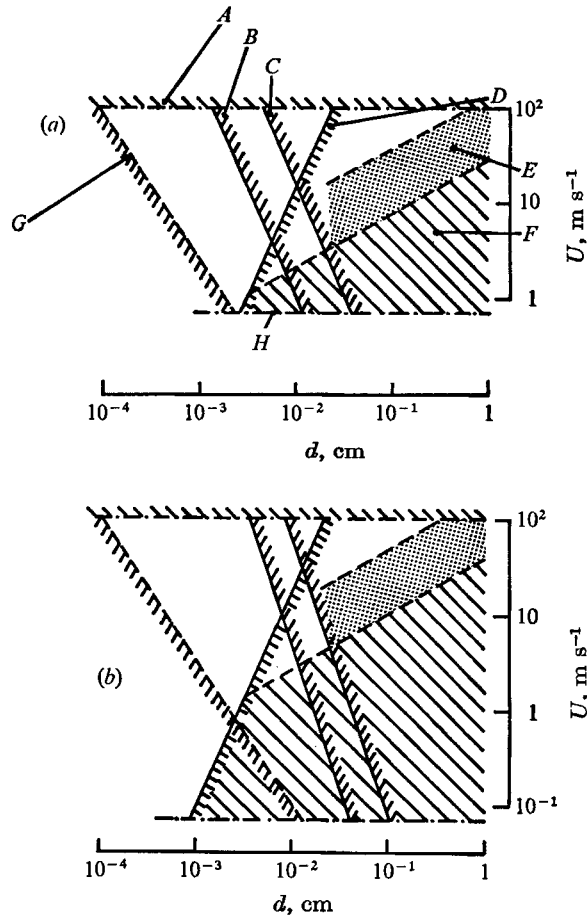 A
B
C
D
(a)
10²
E
G
10
F
U, m s⁻¹
1
H
10⁻⁴ 10⁻³ 10⁻² 10⁻¹ 1
d, cm
10²
10
(b)
U, m s⁻¹
1
10⁻¹
10⁻⁴ 10⁻³ 10⁻² 10⁻¹ 1
d, cm